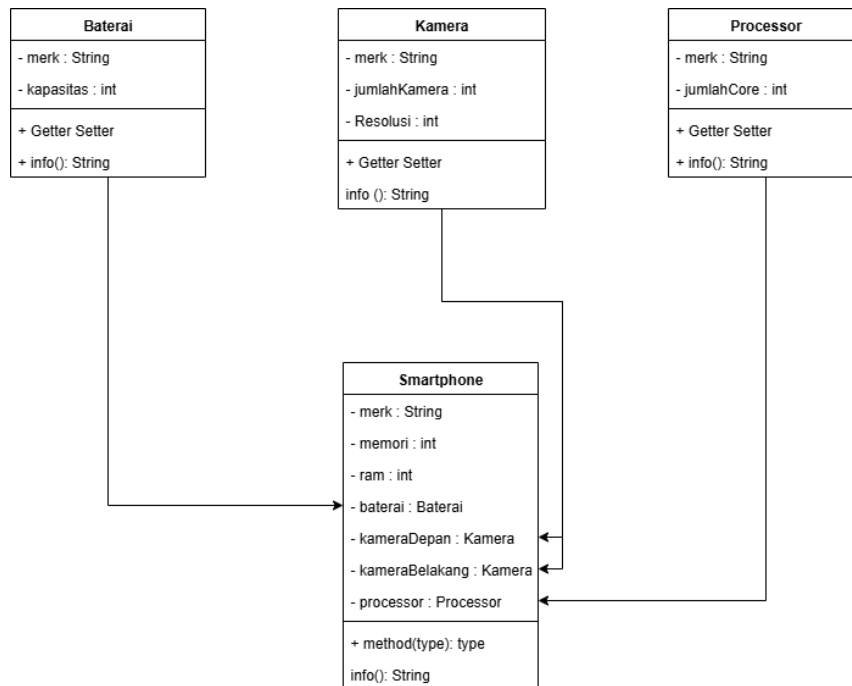 Baterai
- merk : String
- kapasitas : int
+ Getter Setter
+ info(): String
Kamera
- merk : String
- jumlahKamera : int
- Resolusi : int
+ Getter Setter
info (): String
Processor
- merk : String
- jumlahCore : int
+ Getter Setter
+ info(): String
Smartphone
- merk : String
- memori : int
- ram : int
- baterai : Baterai
- kameraDepan : Kamera
- kameraBelakang : Kamera
- processor : Processor
+ method(type): type
info(): String